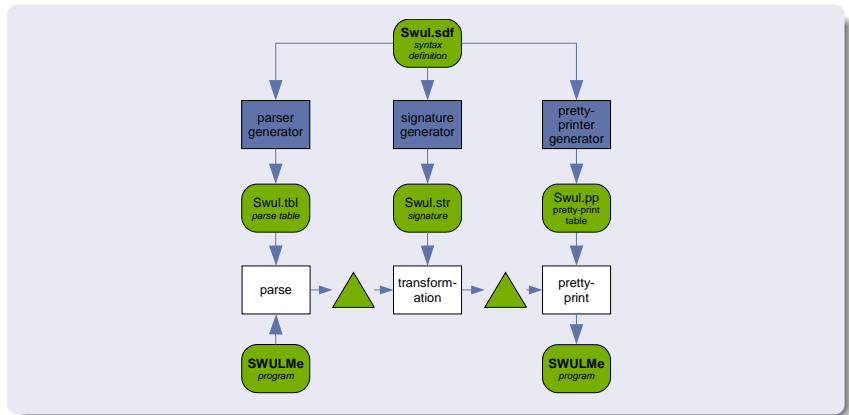 Swul.sdf
syntax
definition
parser
generator
signature
generator
pretty-
printer
generator
Swul.tbl
parse table
Swul.str
signature
Swul.pp
pretty-print
table
parse
transform-
ation
pretty-
print
SWULMe
program
SWULMe
program